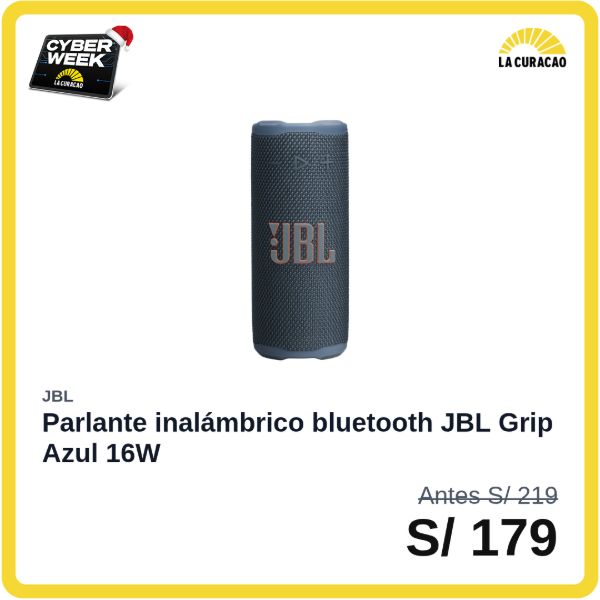 CYBER
WEEK
LA CURACAO
LA CURACAO
JBL
JBL
Parlante inalámbrico bluetooth JBL Grip
Azul 16W
Antes S/ 219
S/ 179